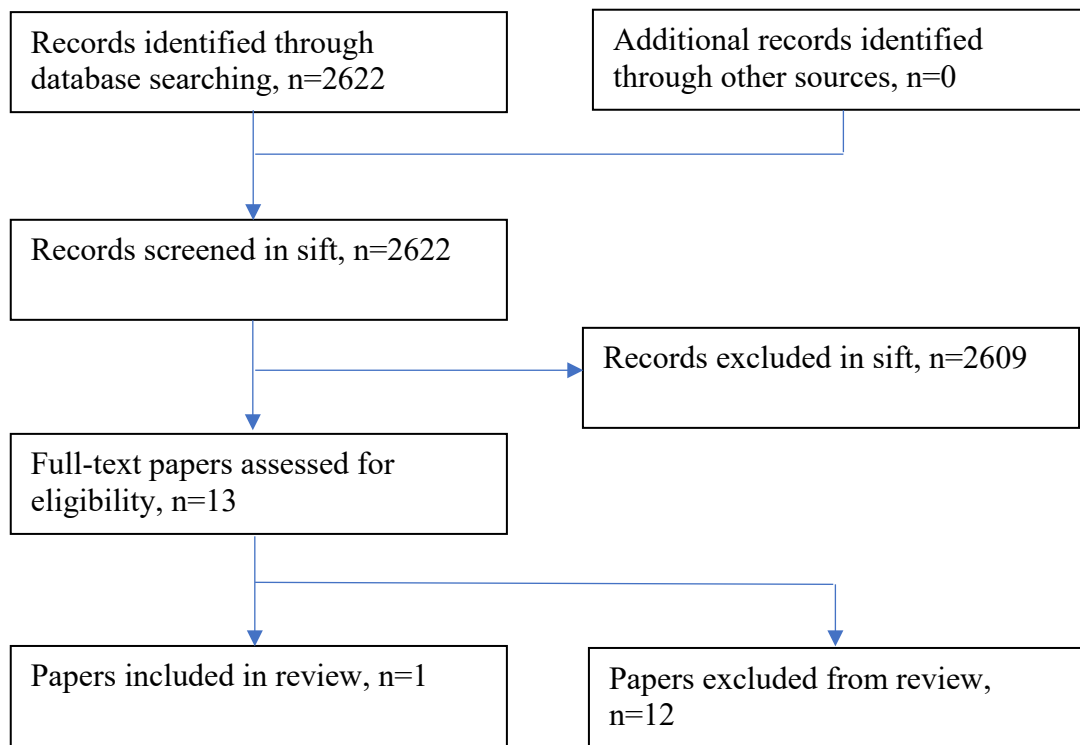 Records identified through
database searching, n=2622
Additional records identified
through other sources, n=0
Records screened in sift, n=2622
Records excluded in sift, n=2609
Full-text papers assessed for
eligibility, n=13
Papers included in review, n=1
Papers excluded from review,
n=12